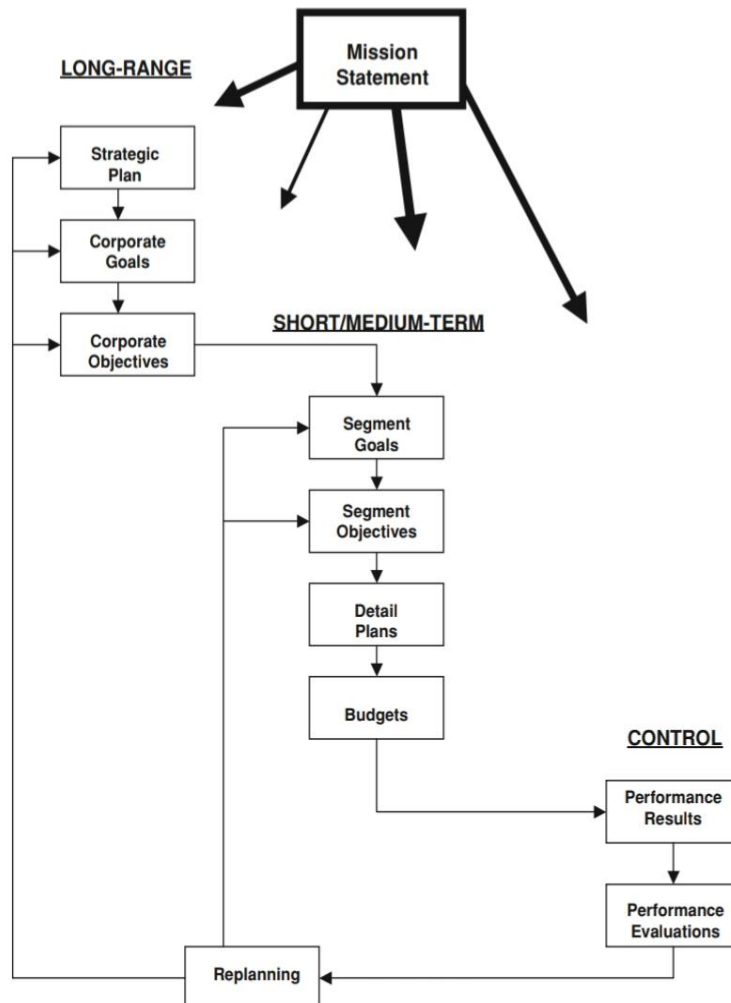 Mission
Statement
LONG-RANGE
Strategic
Plan
Corporate
Goals
Corporate
Objectives
SHORT/MEDIUM-TERM
Segment
Goals
Segment
Objectives
Detail
Plans
Budgets
CONTROL
Performance
Results
Performance
Evaluations
Replanning